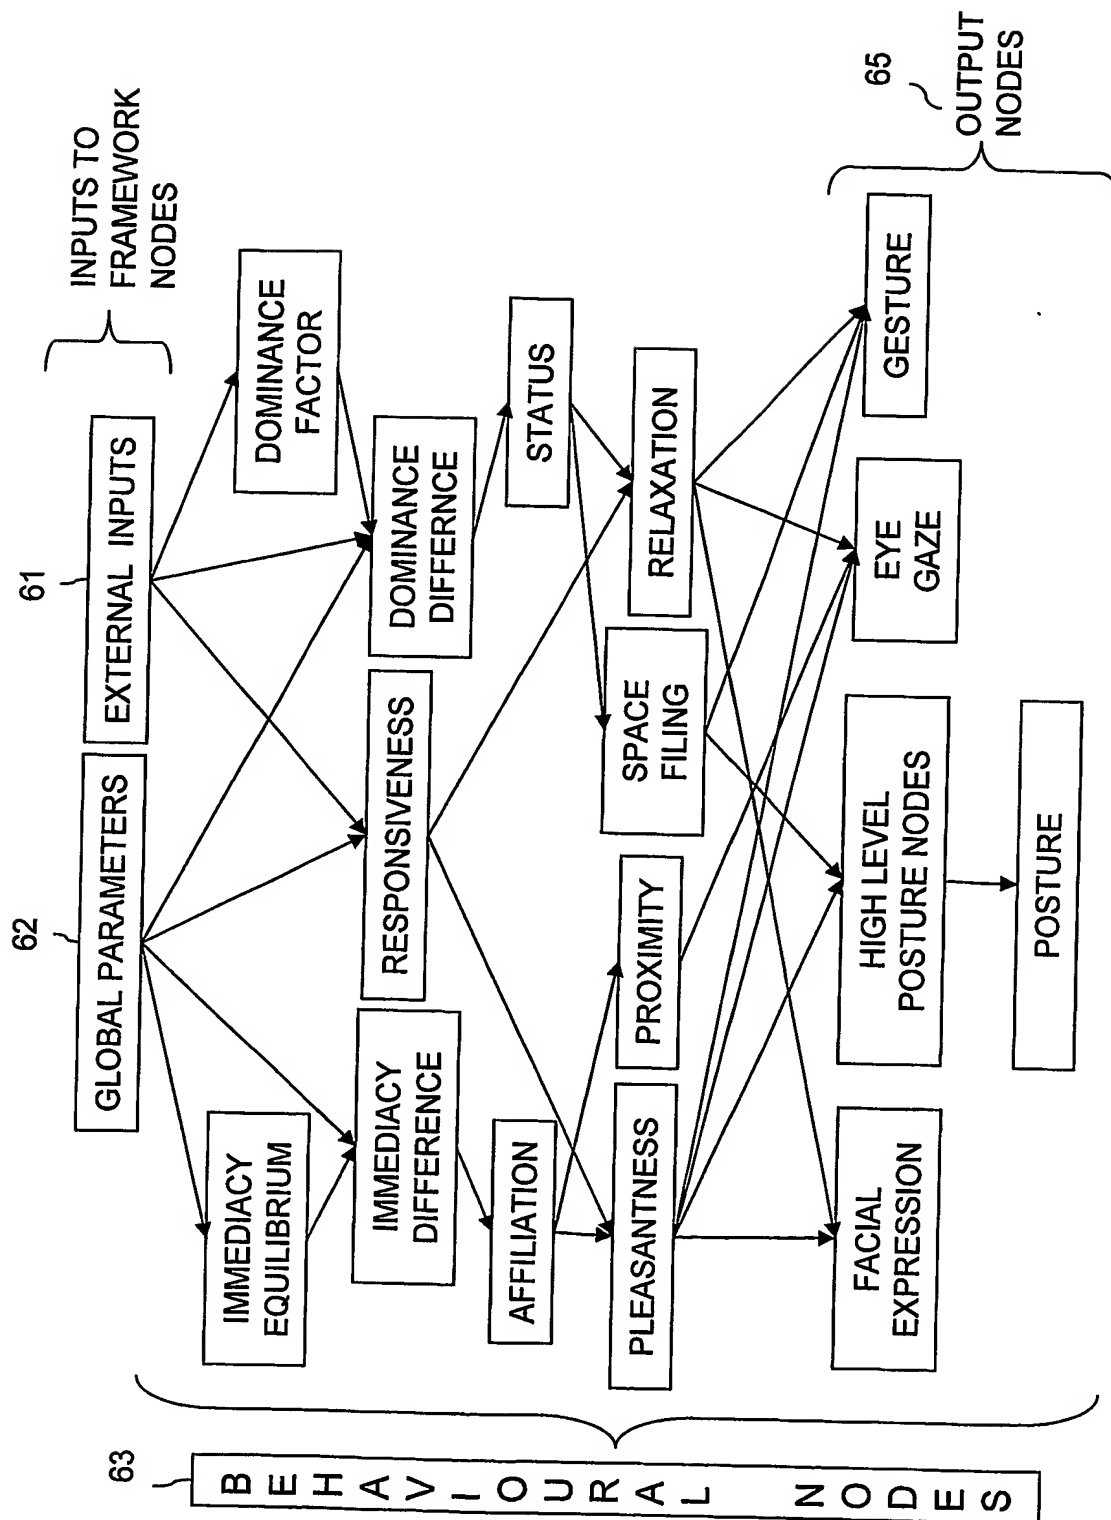 INPUTS TO
FRAMEWORK
NODES
62
61
GLOBAL PARAMETERS
EXTERNAL INPUTS
IMMEDIACY
EQUILIBRIUM
DOMINANCE
FACTOR
IMMEDIACY
DIFFERENCE
RESPONSIVENESS
DOMINANCE
DIFFERNCE
AFFILIATION
STATUS
PLEASANTNESS
PROXIMITY
SPACE
FILING
RELAXATION
FACIAL
EXPRESSION
HIGH LEVEL
POSTURE NODES
EYE
GAZE
GESTURE
POSTURE
65
OUTPUT
NODES
63
BEHAVIOURAL NODES